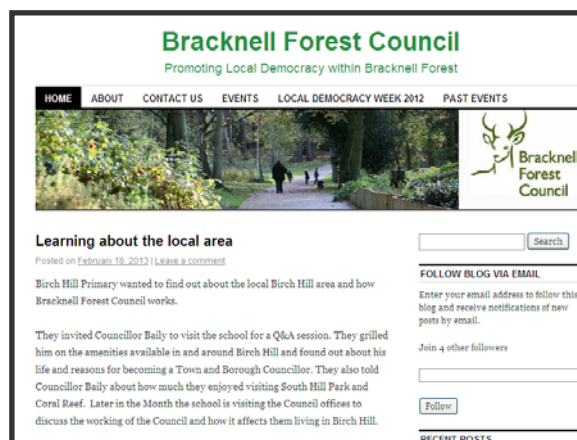 Bracknell Forest Council
Promoting Local Democracy within Bracknell Forest
HOME ABOUT CONTACT US EVENTS LOCAL DEMOCRACY WEEK 2012 PAST EVENTS
Bracknell
Forest
Council
Learning about the local area
Posted on February 18, 2013 | Leave a comment
Birch Hill Primary wanted to find out about the local Birch Hill area and how
Bracknell Forest Council works.
They invited Councillor Baily to visit the school for a Q&A session. They grilled
him on the amenities available in and around Birch Hill and found out about his
life and reasons for becoming a Town and Borough Councillor. They also told
Councillor Baily about how much they enjoyed visiting South Hill Park and
Coral Reef. Later in the Month the school is visiting the Council offices to
discuss the working of the Council and how it affects them living in Birch Hill.
Search
FOLLOW BLOG VIA EMAIL
Enter your email address to follow this
blog and receive notifications of new
posts by email.
Join 4 other followers
Follow
RECENT POSTS